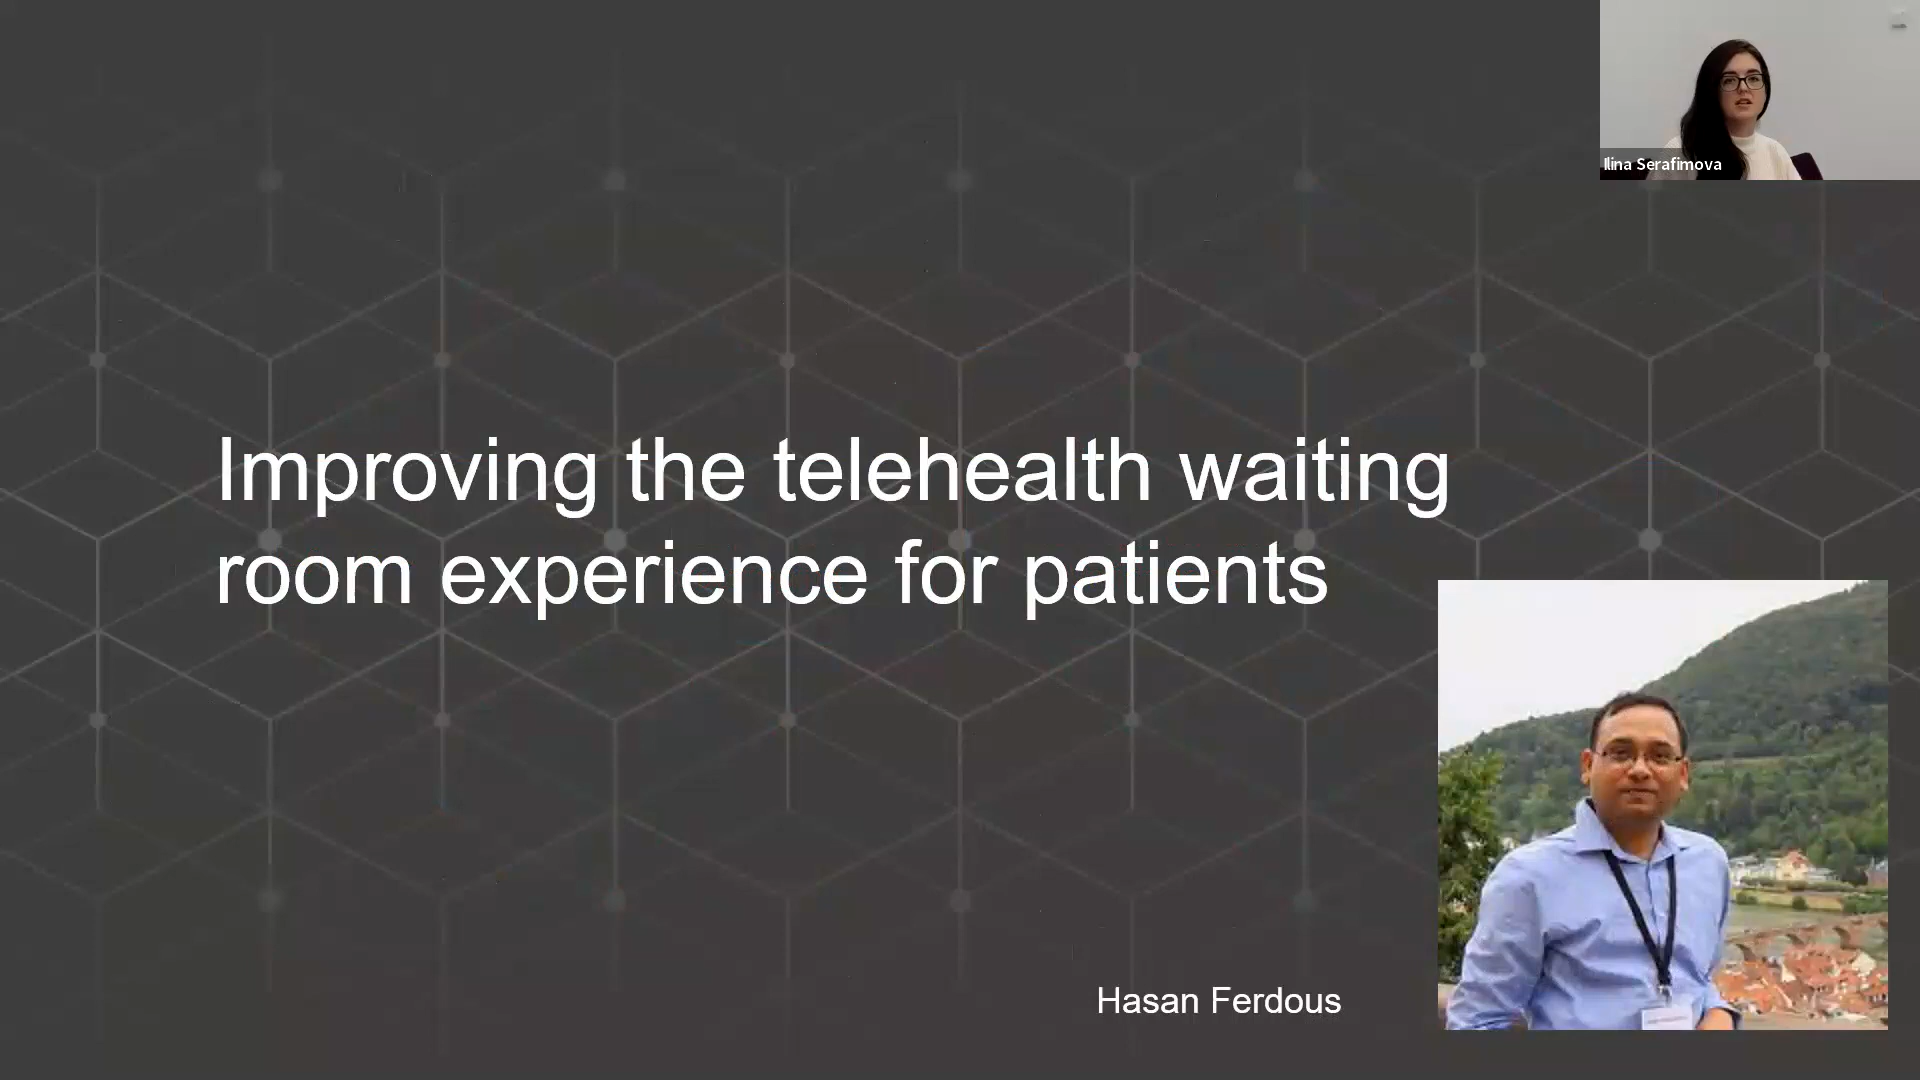 Ilina Serafimova
Improving the telehealth waiting
room experience for patients
Hasan Ferdous